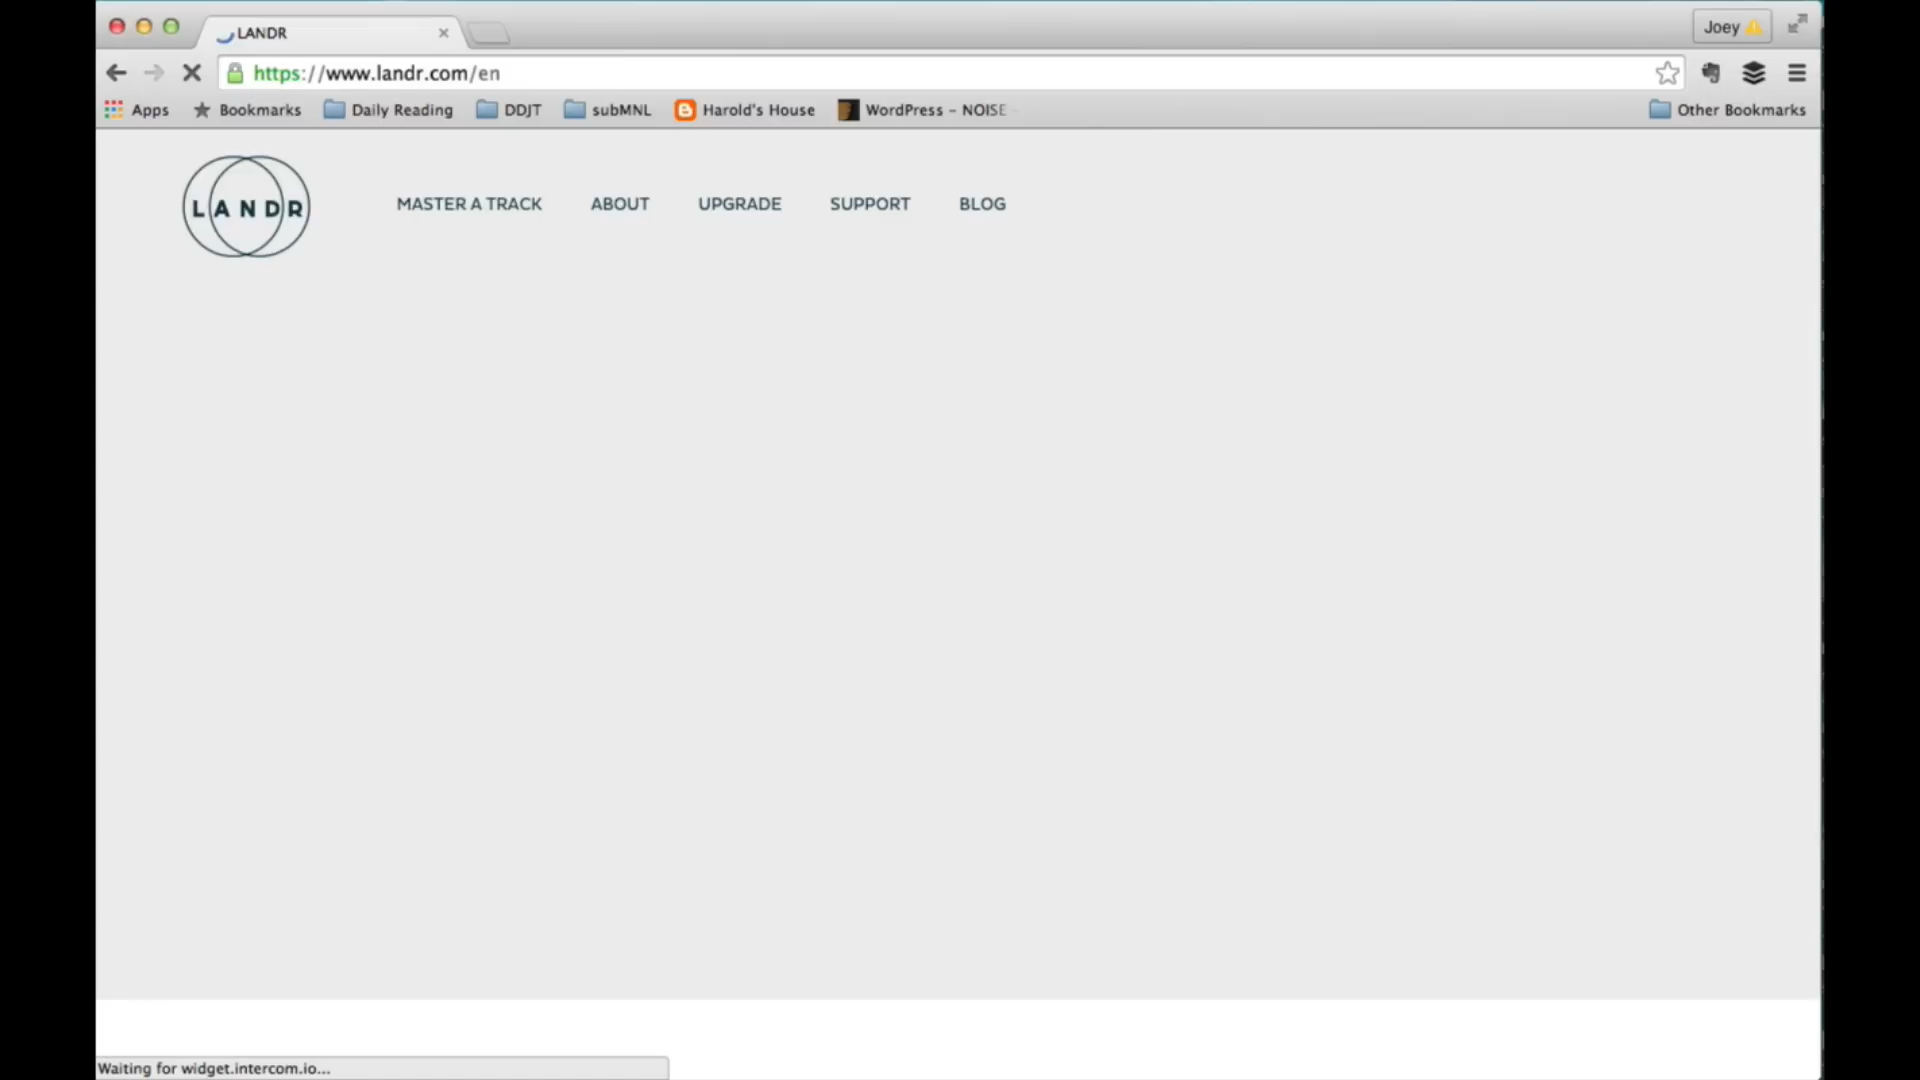 LANDR
Joey
https://www.landr.com/en
Apps
Bookmarks
Daily Reading
DDJT
subMNL
Harold's House
WordPress – NOISE
Other Bookmarks
LANDR
MASTER A TRACK
ABOUT
UPGRADE
SUPPORT
BLOG
Waiting for widget.intercom.io...